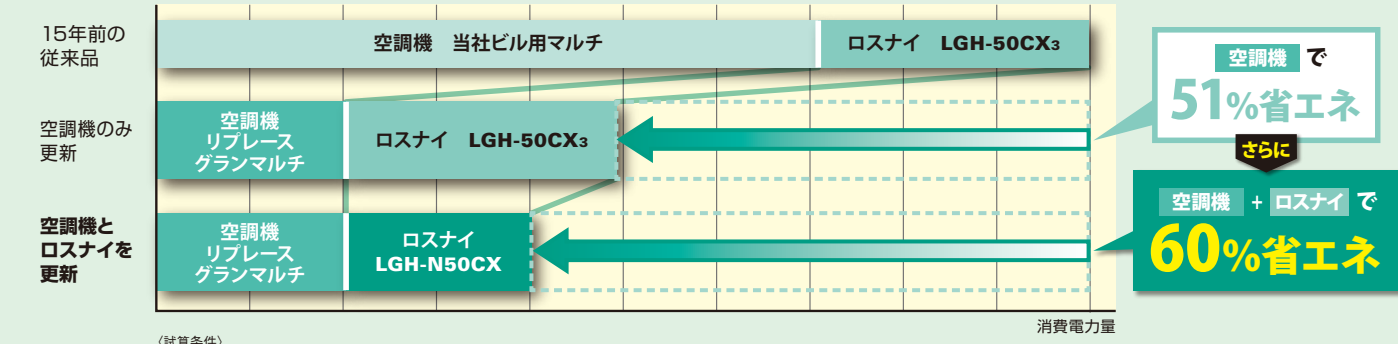 15年前の
従来品
空調機　当社ビル用マルチ
ロスナイ　LGH-50CX3
空調機のみ
更新
空調機
リプレース
グランマルチ
ロスナイ　LGH-50CX3
空調機と
ロスナイを
更新
空調機
リプレース
グランマルチ
ロスナイ
LGH-N50CX
消費電力量
空調機 で
51%省エネ
さらに
空調機 + ロスナイ で
60%省エネ
〈試算条件〉